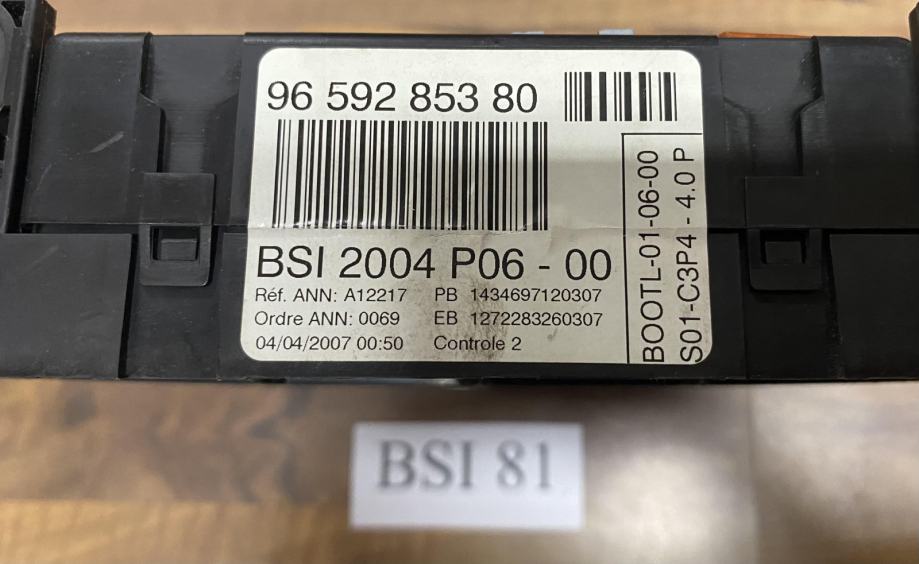 96 592 853 80
BSI 2004 P06 - 00
Réf. ANN: A12217 PB 1434697120307
Ordre ANN: 0069 EB 1272283260307
04/04/2007 00:50 Controle 2
BOOTL-01-06-00
S01-C3P4 - 4.0 P
BSI 81